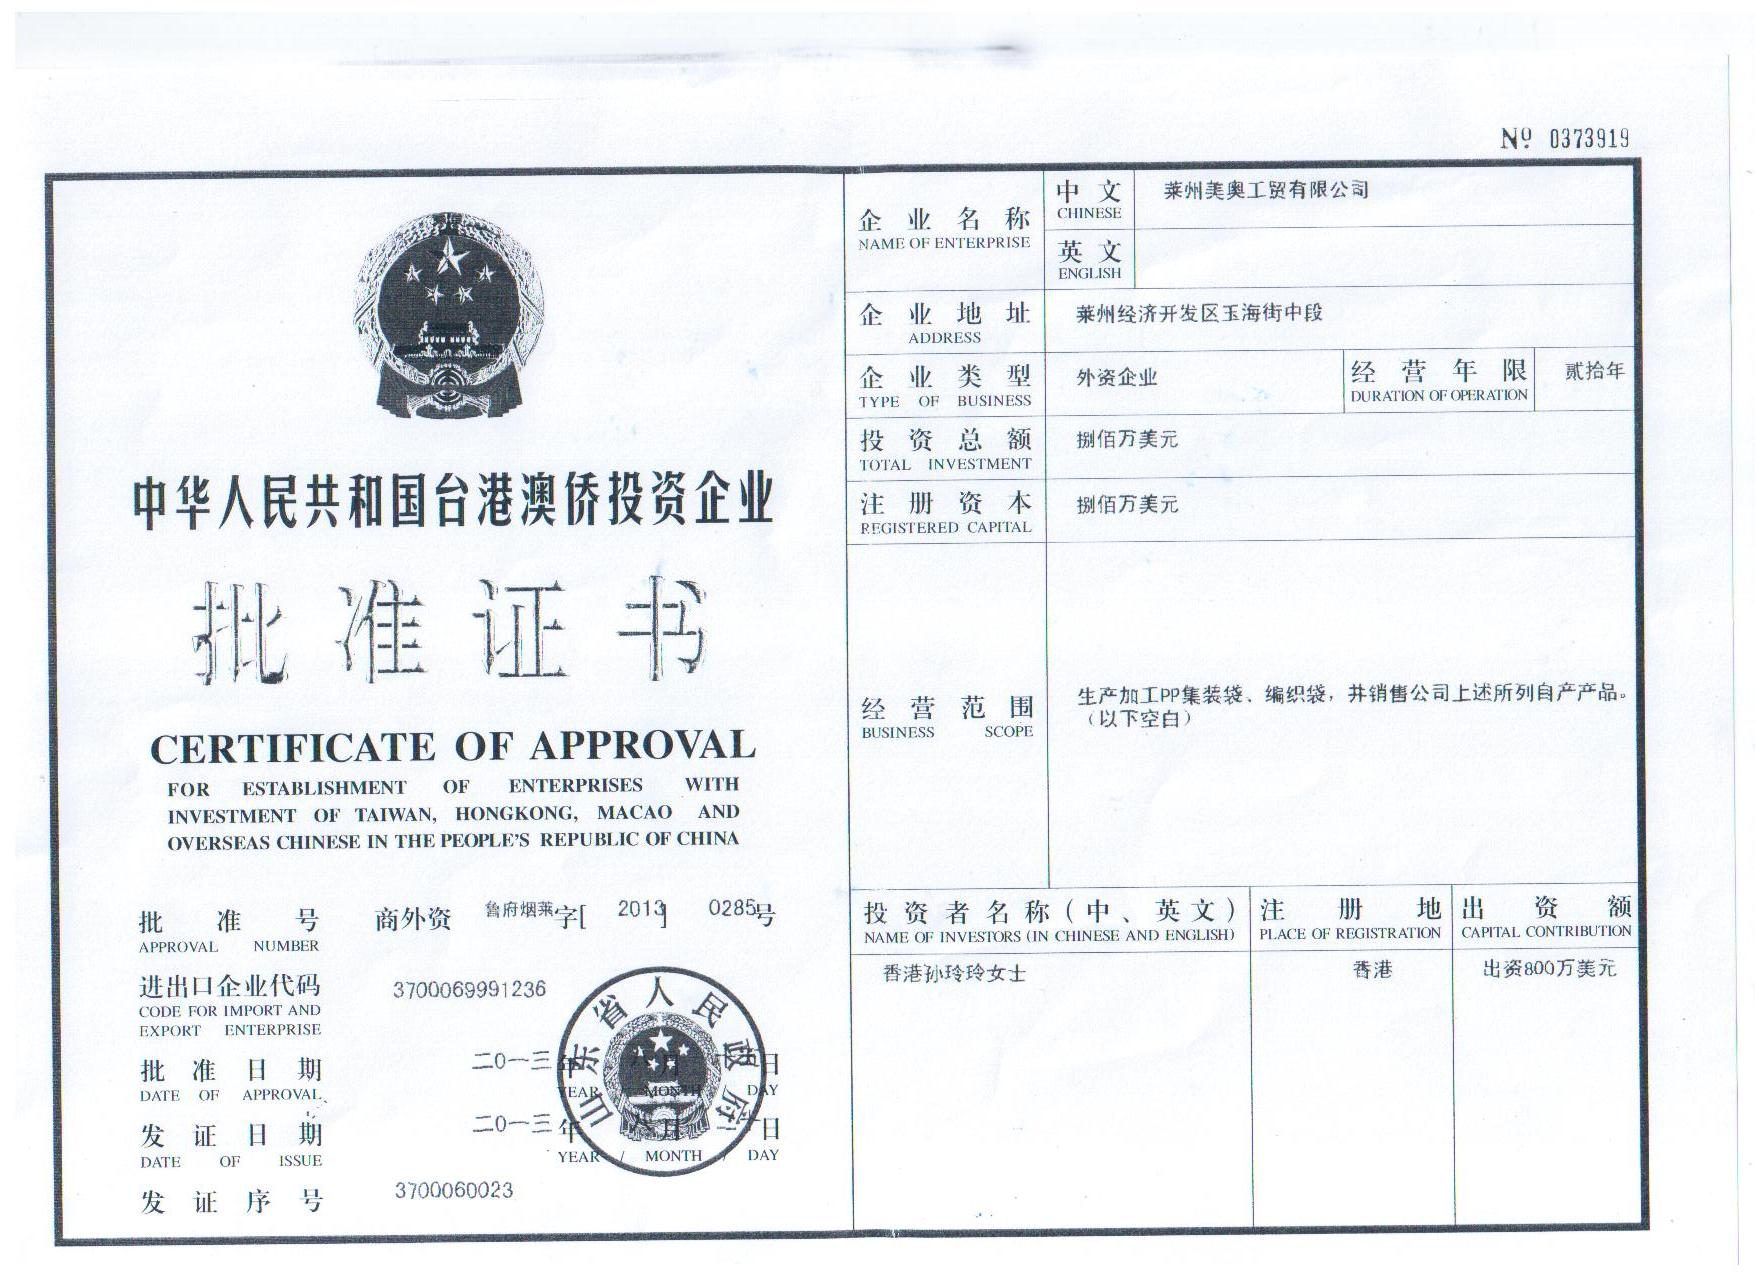 Nº 0373919
中华人民共和国台港澳侨投资企业
批准证书
CERTIFICATE OF APPROVAL
FOR ESTABLISHMENT OF ENTERPRISES WITH
INVESTMENT OF TAIWAN, HONGKONG, MACAO AND
OVERSEAS CHINESE IN THE PEOPLE'S REPUBLIC OF CHINA
批准号 商外资 鲁府烟莱字[ 2013] 0285号
APPROVAL NUMBER
进出口企业代码 3700069991236
CODE FOR IMPORT AND
EXPORT ENTERPRISE
批准日期 二0一三年 八月 日
DATE OF APPROVAL YEAR / MONTH / DAY
发证日期 二0一三年 八月 日
DATE OF ISSUE YEAR / MONTH / DAY
发证序号 3700060023
山东省人民政府
企业名称
NAME OF ENTERPRISE
中文 莱州美奥工贸有限公司
CHINESE
英文
ENGLISH
企业地址 莱州经济开发区玉海街中段
ADDRESS
企业类型 外资企业 经营年限 贰拾年
TYPE OF BUSINESS DURATION OF OPERATION
投资总额 捌佰万美元
TOTAL INVESTMENT
注册资本 捌佰万美元
REGISTERED CAPITAL
经营范围
BUSINESS SCOPE
生产加工PP集装袋、编织袋，并销售公司上述所列自产产品。
（以下空白）
投资者名称(中、英文) 注册地 出资额
NAME OF INVESTORS (IN CHINESE AND ENGLISH) PLACE OF REGISTRATION CAPITAL CONTRIBUTION
香港孙玲玲女士 香港 出资800万美元